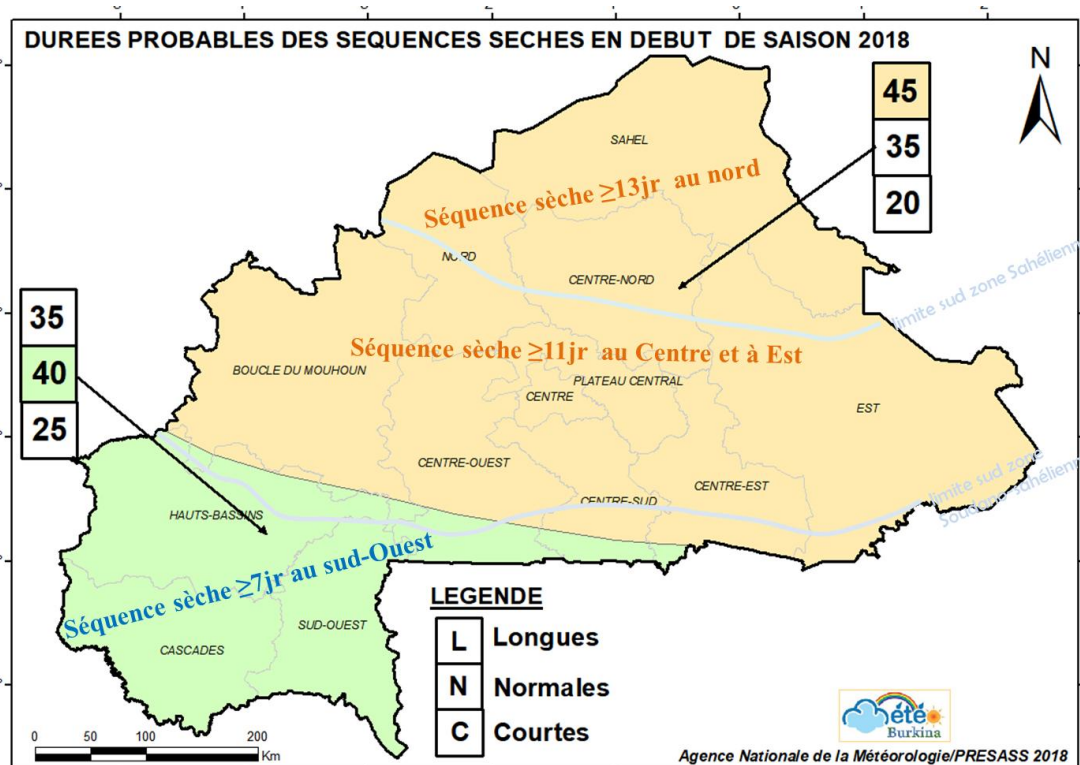 DUREES PROBABLES DES SEQUENCES SECHES EN DEBUT DE SAISON 2018
N
45
35
20
SAHEL
Séquence sèche ≥13jr au nord
NORD
CENTRE-NORD
limite sud zone Sahélienn
35
40
25
Séquence sèche ≥11jr au Centre et à Est
BOUCLE DU MOUHOUN
PLATEAU CENTRAL
CENTRE
EST
CENTRE-OUEST
CENTRE-EST
CENTRE-SUD
limite sud zone
Soudano-sahélienn
HAUTS-BASSINS
Séquence sèche ≥7jr au sud-Ouest
SUD-OUEST
CASCADES
LEGENDE
L Longues
N Normales
C Courtes
0 50 100 200
Km
Météo
Burkina
Agence Nationale de la Météorologie/PRESASS 2018